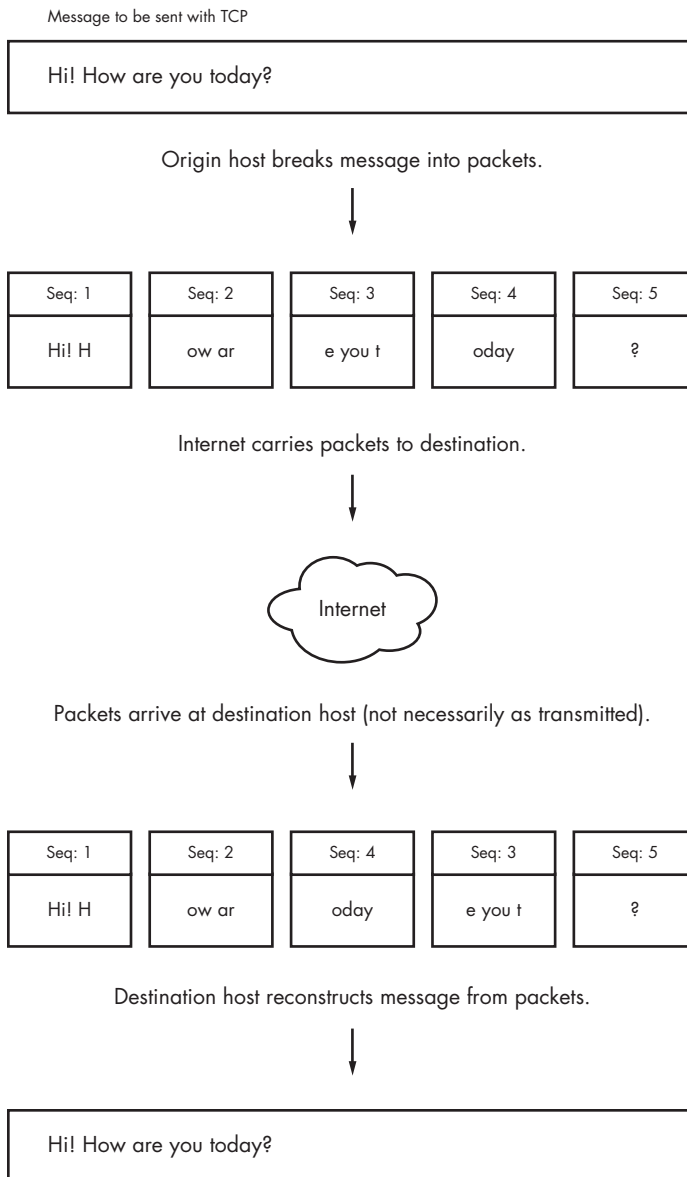 Message to be sent with TCP
Hi! How are you today?
Origin host breaks message into packets.
Seq: 1 Seq: 2 Seq: 3 Seq: 4 Seq: 5
Hi! H ow ar e you t oday ?
Internet carries packets to destination.
Internet
Packets arrive at destination host (not necessarily as transmitted).
Seq: 1 Seq: 2 Seq: 4 Seq: 3 Seq: 5
Hi! H ow ar oday e you t ?
Destination host reconstructs message from packets.
Hi! How are you today?